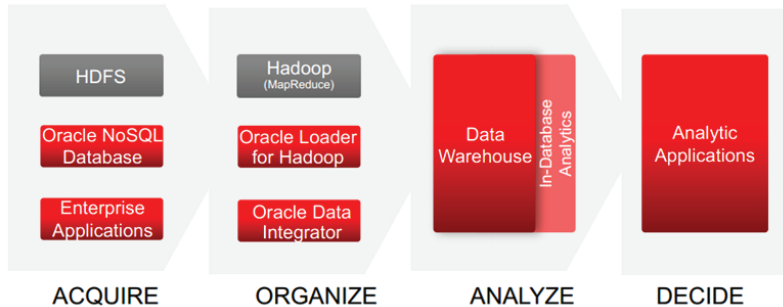 HDFS
Oracle NoSQL
Database
Enterprise
Applications
Hadoop
(MapReduce)
Oracle Loader
for Hadoop
Oracle Data
Integrator
Data
Warehouse
In-Database
Analytics
Analytic
Applications
ACQUIRE
ORGANIZE
ANALYZE
DECIDE